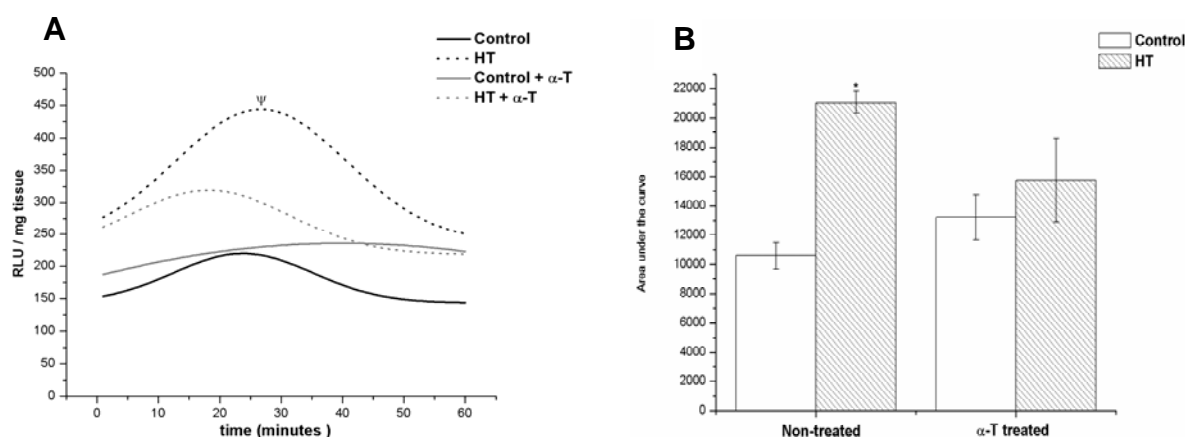 A
Control
HT
Control + α-T
HT + α-T
500
450
400
350
300
250
200
150
100
50
0
ψ
RLU / mg tissue
0 10 20 30 40 50 60
time (minutes )
B
Control
HT
22000
20000
18000
16000
14000
12000
10000
8000
6000
4000
2000
0
*
Area under the curve
Non-treated α-T treated